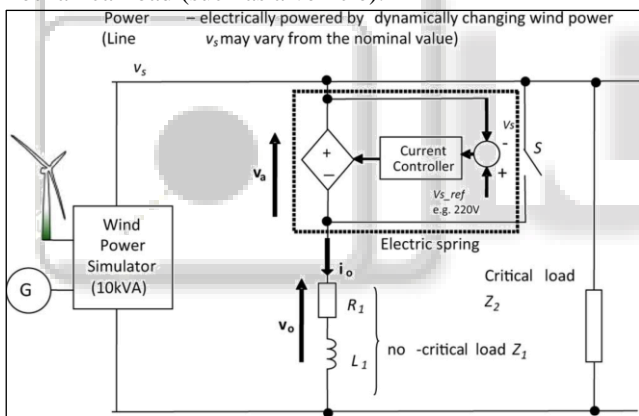 Power – electrically powered by dynamically changing wind power
(Line v_s may vary from the nominal value)
v_s
v_a
+
–
Current
Controller
v_s
-
+
S
Vs_ref
e.g. 220V
Electric spring
Wind
Power
Simulator
(10kVA)
G
i_o
v_o
R_1
L_1
no -critical load Z_1
Critical load
Z_2